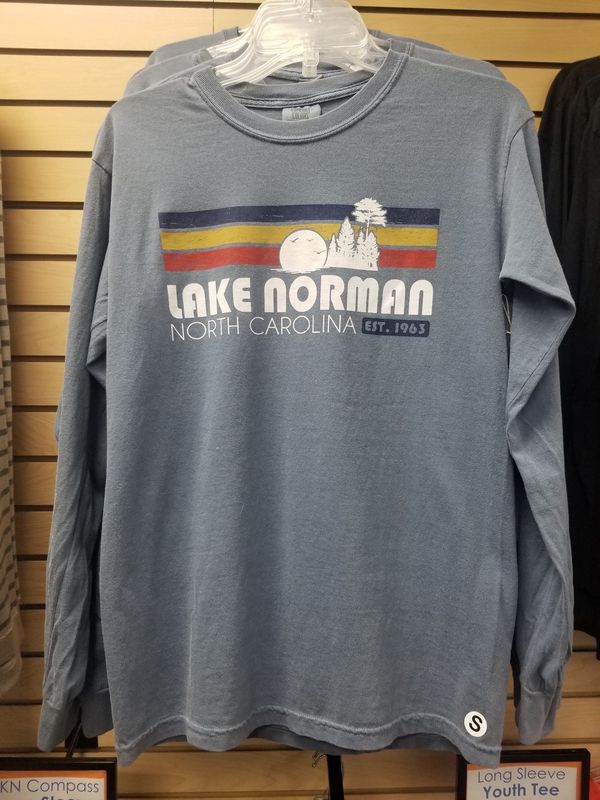 LAKE NORMAN
NORTH CAROLINA EST. 1963
S
KN Compass
Long Sleeve
Youth Tee